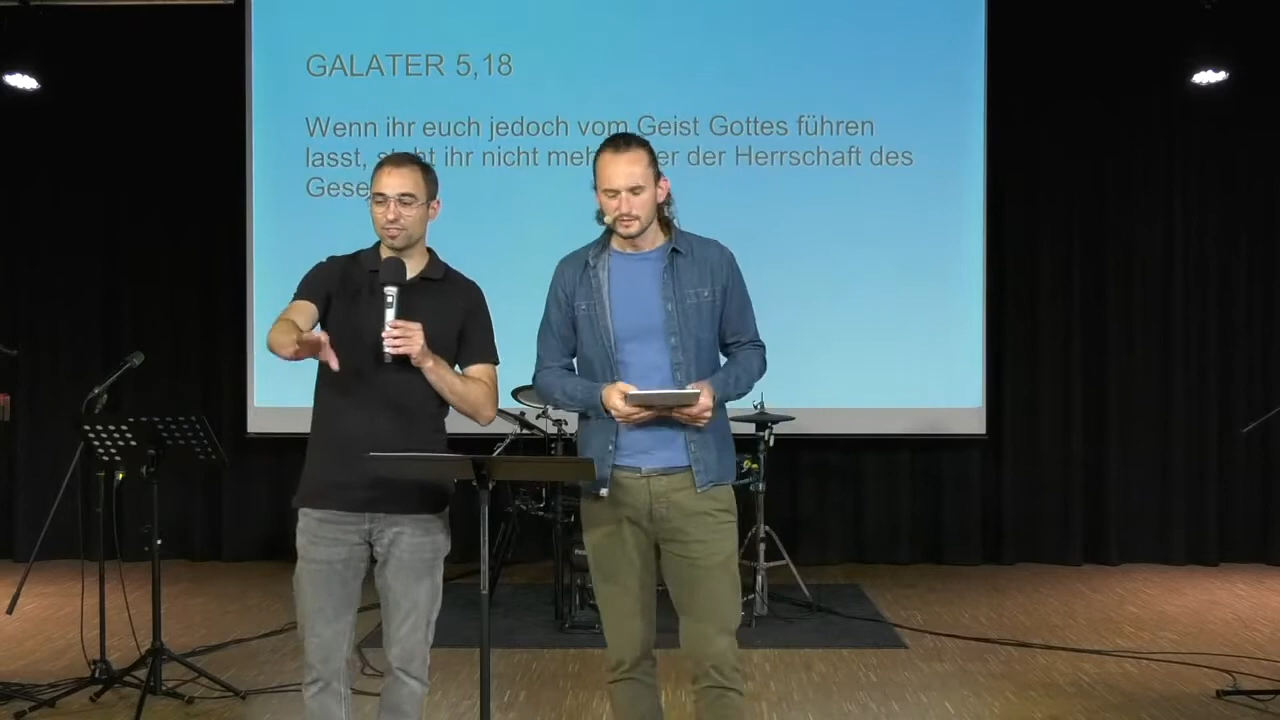 GALATER 5,18
Wenn ihr euch jedoch vom Geist Gottes führen
lasst, ihr nicht der Herrschaft des